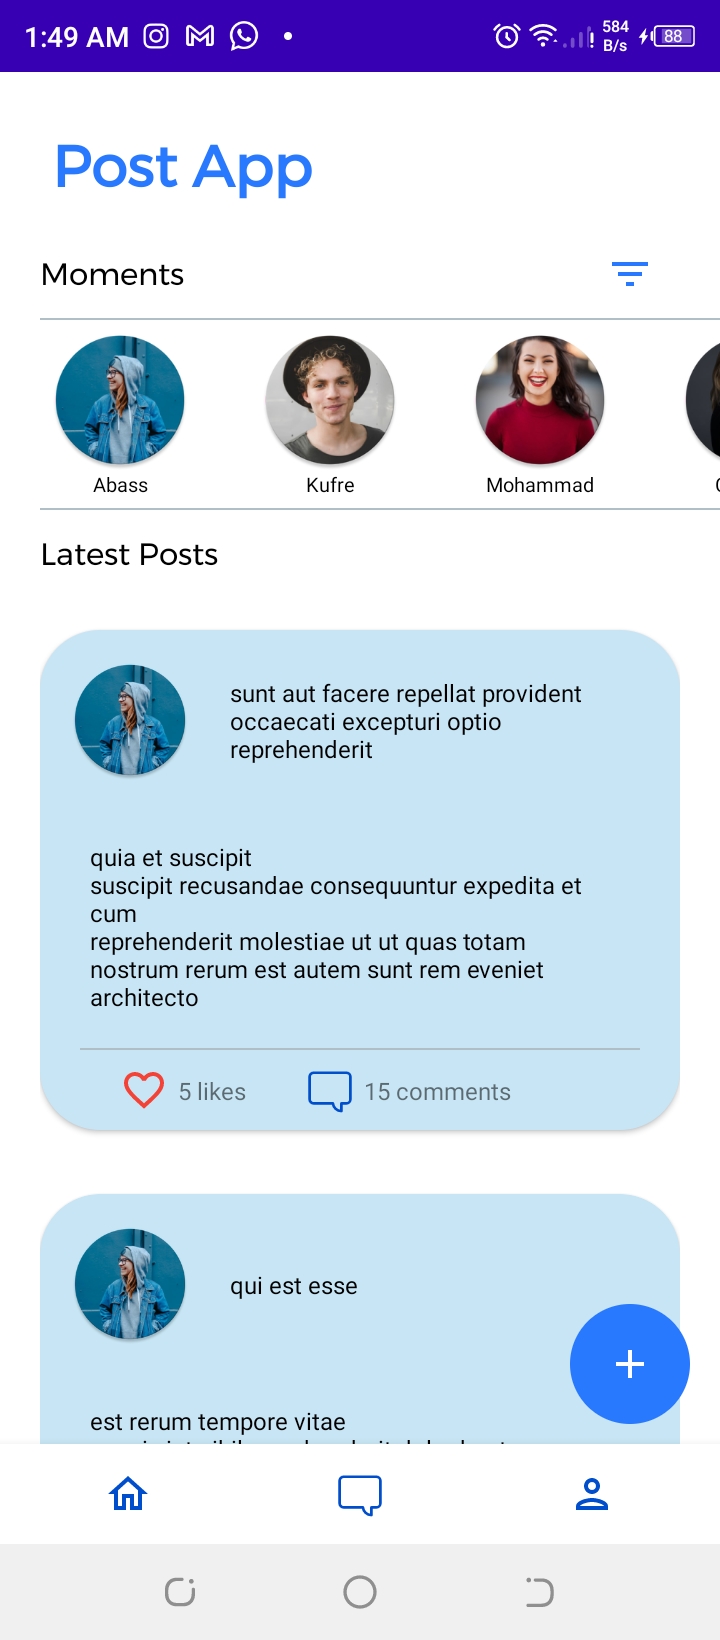 1:49 AM
584
B/s
88
Post App
Moments
Abass
Kufre
Mohammad
Latest Posts
sunt aut facere repellat provident
occaecati excepturi optio
reprehenderit
quia et suscipit
suscipit recusandae consequuntur expedita et
cum
reprehenderit molestiae ut ut quas totam
nostrum rerum est autem sunt rem eveniet
architecto
5 likes
15 comments
qui est esse
est rerum tempore vitae